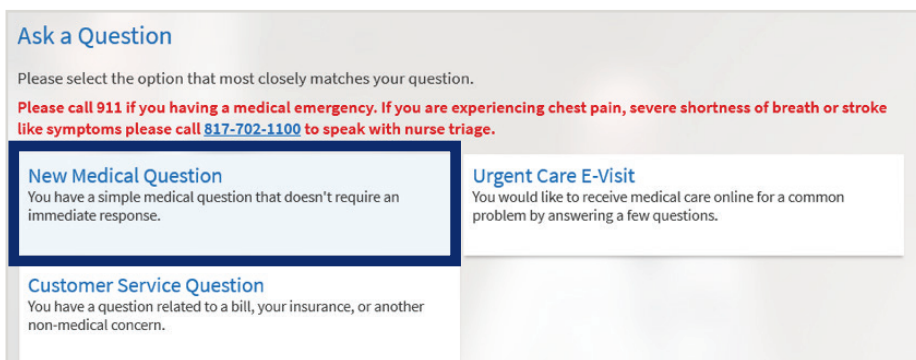 Ask a Question
Please select the option that most closely matches your question.
Please call 911 if you having a medical emergency. If you are experiencing chest pain, severe shortness of breath or stroke
like symptoms please call 817-702-1100 to speak with nurse triage.
New Medical Question
You have a simple medical question that doesn't require an
immediate response.
Urgent Care E-Visit
You would like to receive medical care online for a common
problem by answering a few questions.
Customer Service Question
You have a question related to a bill, your insurance, or another
non-medical concern.